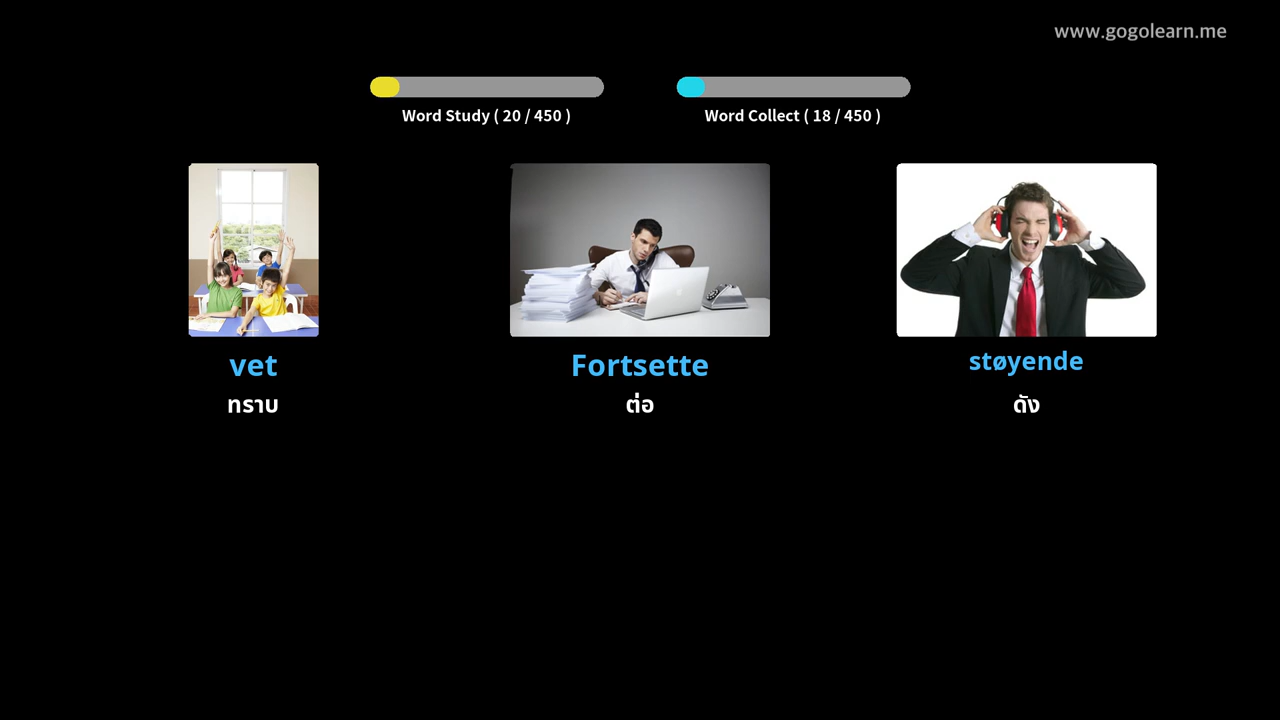 www.gogolearn.me
Word Study ( 20 / 450 )
Word Collect ( 18 / 450 )
vet
Fortsette
støyende
ทราบ
ต่อ
ดัง